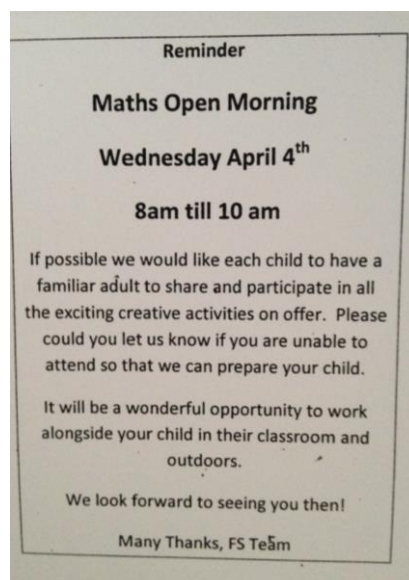 Reminder
Maths Open Morning
Wednesday April 4th
8am till 10 am
If possible we would like each child to have a
familiar adult to share and participate in all
the exciting creative activities on offer.  Please
could you let us know if you are unable to
attend so that we can prepare your child.
It will be a wonderful opportunity to work
alongside your child in their classroom and
outdoors.
We look forward to seeing you then!
Many Thanks, FS Team